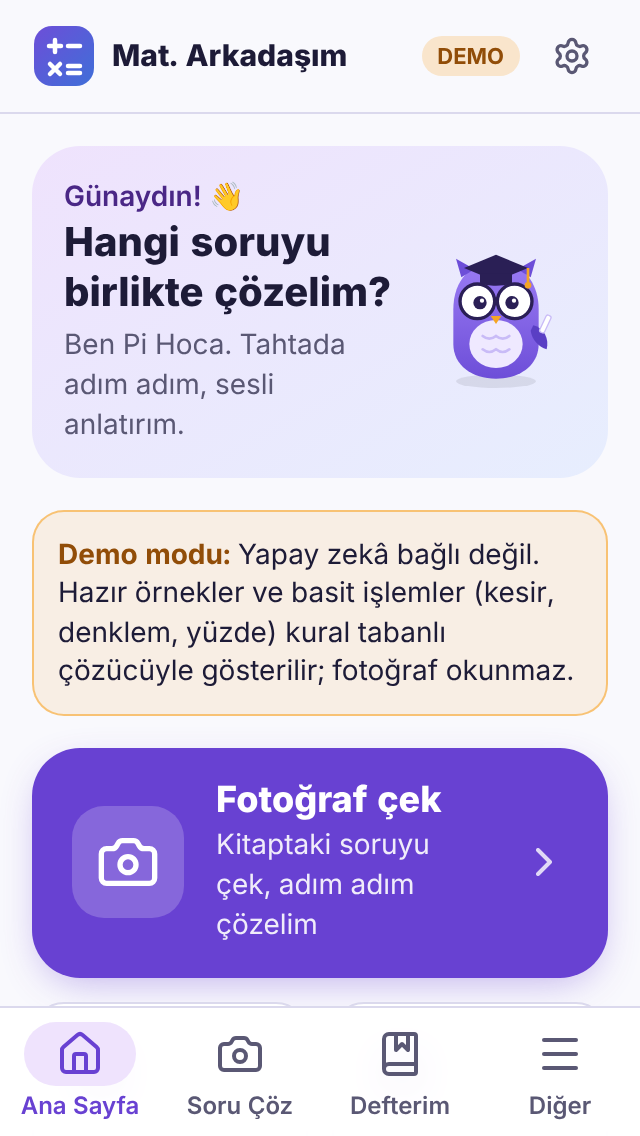 Mat. Arkadaşım
DEMO
Günaydın! 👋
Hangi soruyu
birlikte çözelim?
Ben Pi Hoca. Tahtada
adım adım, sesli
anlatırım.
Demo modu: Yapay zekâ bağlı değil.
Hazır örnekler ve basit işlemler (kesir,
denklem, yüzde) kural tabanlı
çözücüyle gösterilir; fotoğraf okunmaz.
Fotoğraf çek
Kitaptaki soruyu
çek, adım adım
çözelim
Ana Sayfa
Soru Çöz
Defterim
Diğer